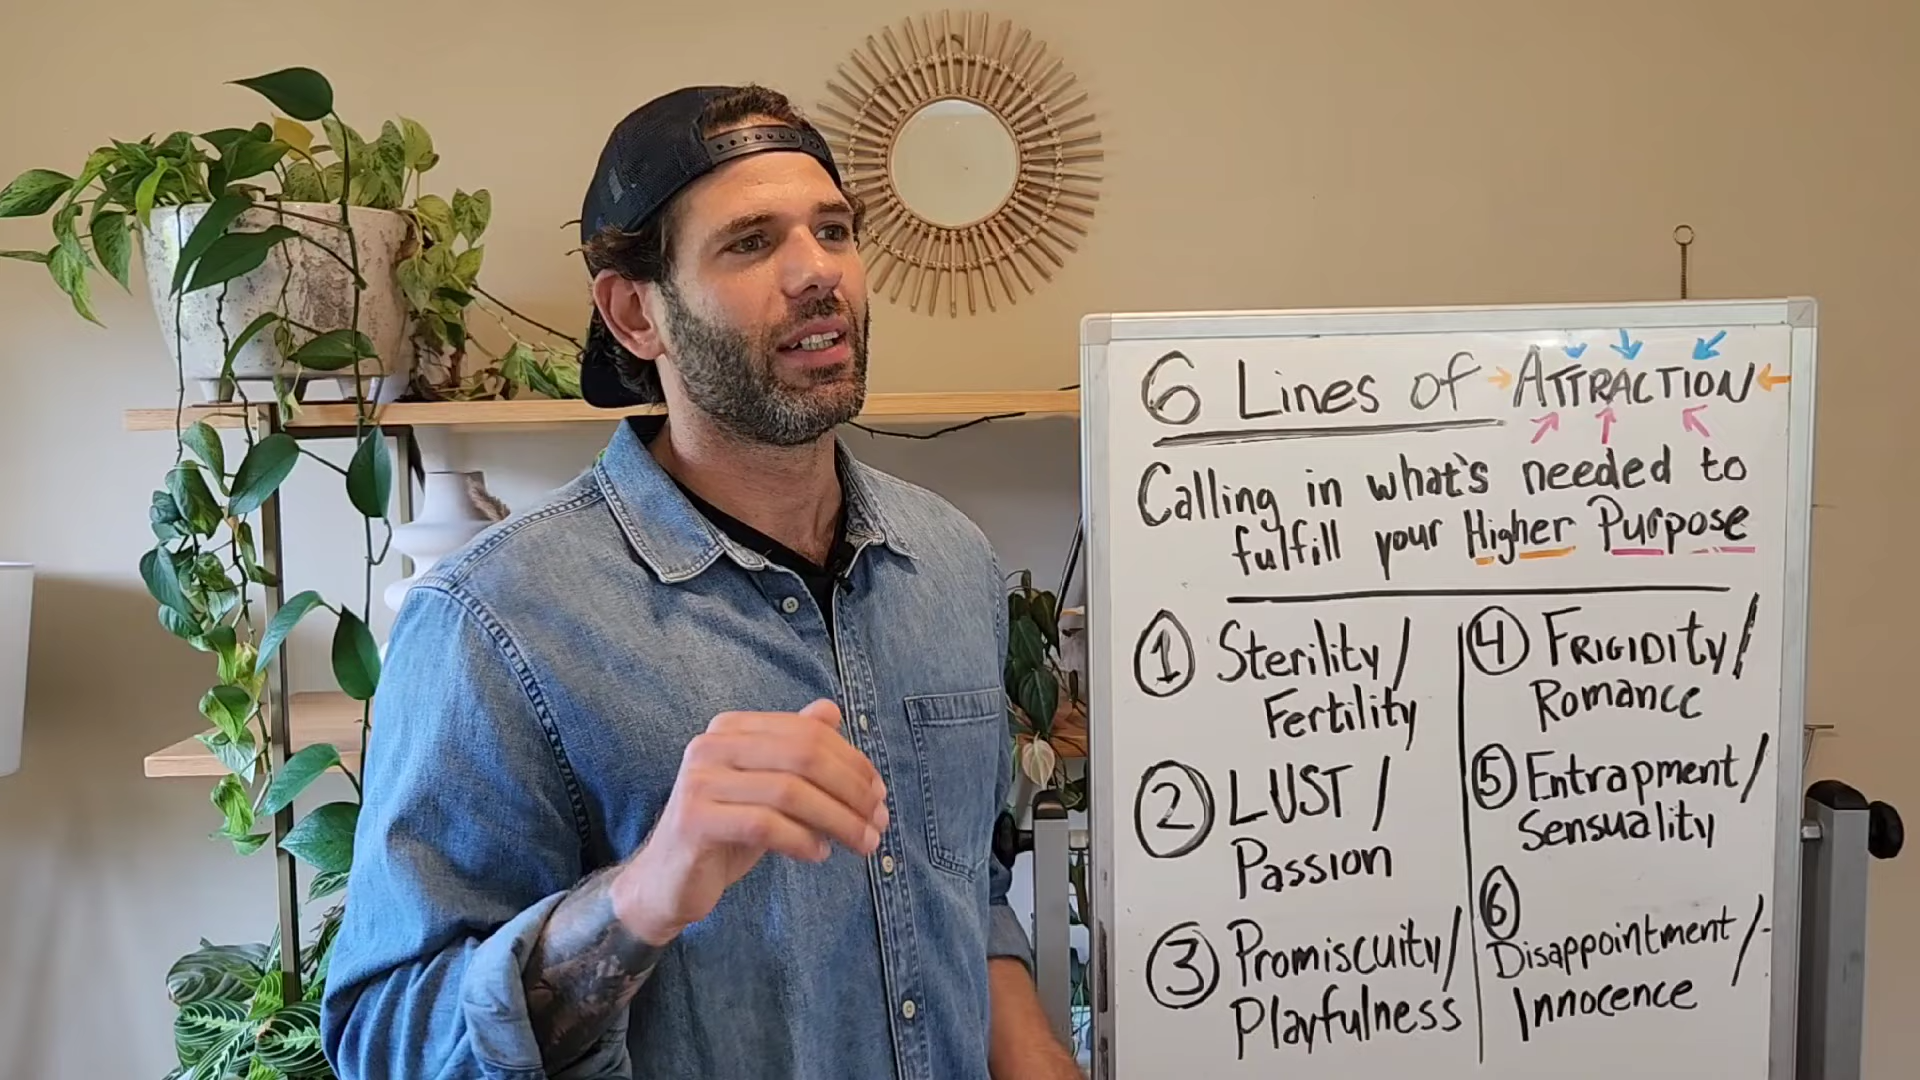 6 Lines of ATTRACTION
Calling in what's needed to
fulfill your Higher Purpose
1 Sterility/
Fertility
2 LUST /
Passion
3 Promiscuity/
Playfulness
4 FRIGIDITY/
Romance
5 Entrapment/
Sensuality
6
Disappointment/
Innocence